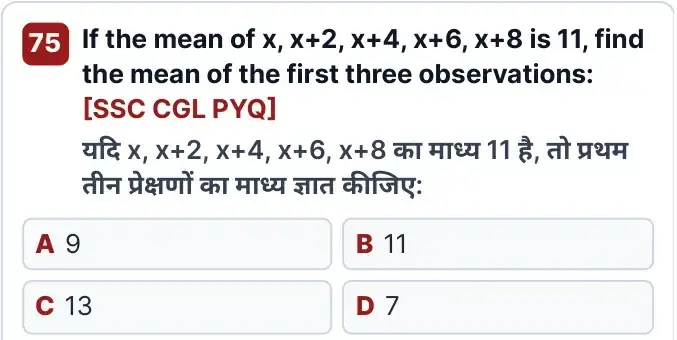 75 If the mean of x, x+2, x+4, x+6, x+8 is 11, find
the mean of the first three observations:
[SSC CGL PYQ]
यदि x, x+2, x+4, x+6, x+8 का माध्य 11 है, तो प्रथम
तीन प्रेक्षणों का माध्य ज्ञात कीजिए:
A 9
B 11
C 13
D 7